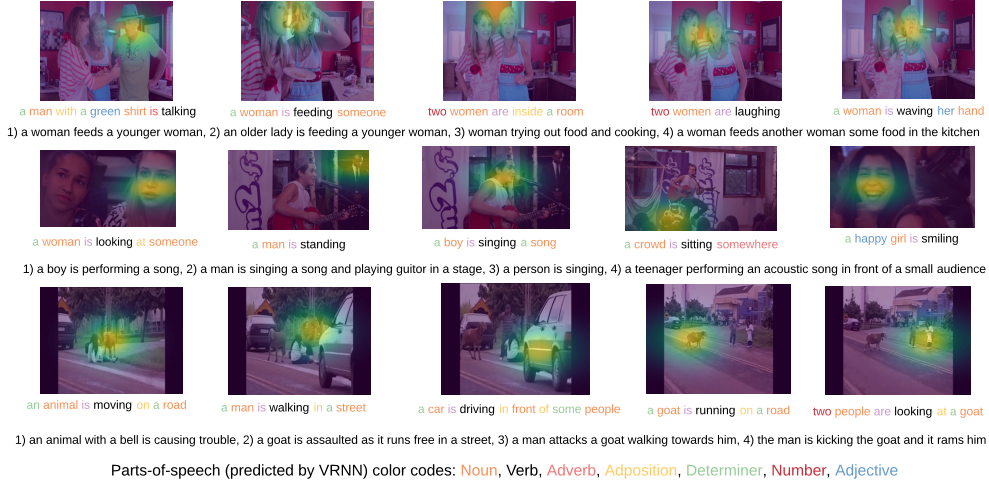 a man with a green shirt is talking
a woman is feeding someone
two women are inside a room
two women are laughing
a woman is waving her hand
1) a woman feeds a younger woman, 2) an older lady is feeding a younger woman, 3) woman trying out food and cooking, 4) a woman feeds another woman some food in the kitchen
a woman is looking at someone
a man is standing
a boy is singing a song
a crowd is sitting somewhere
a happy girl is smiling
1) a boy is performing a song, 2) a man is singing a song and playing guitor in a stage, 3) a person is singing, 4) a teenager performing an acoustic song in front of a small audience
an animal is moving on a road
a man is walking in a street
a car is driving in front of some people
a goat is running on a road
two people are looking at a goat
1) an animal with a bell is causing trouble, 2) a goat is assaulted as it runs free in a street, 3) a man attacks a goat walking towards him, 4) the man is kicking the goat and it rams him
Parts-of-speech (predicted by VRNN) color codes: Noun, Verb, Adverb, Adposition, Determiner, Number, Adjective